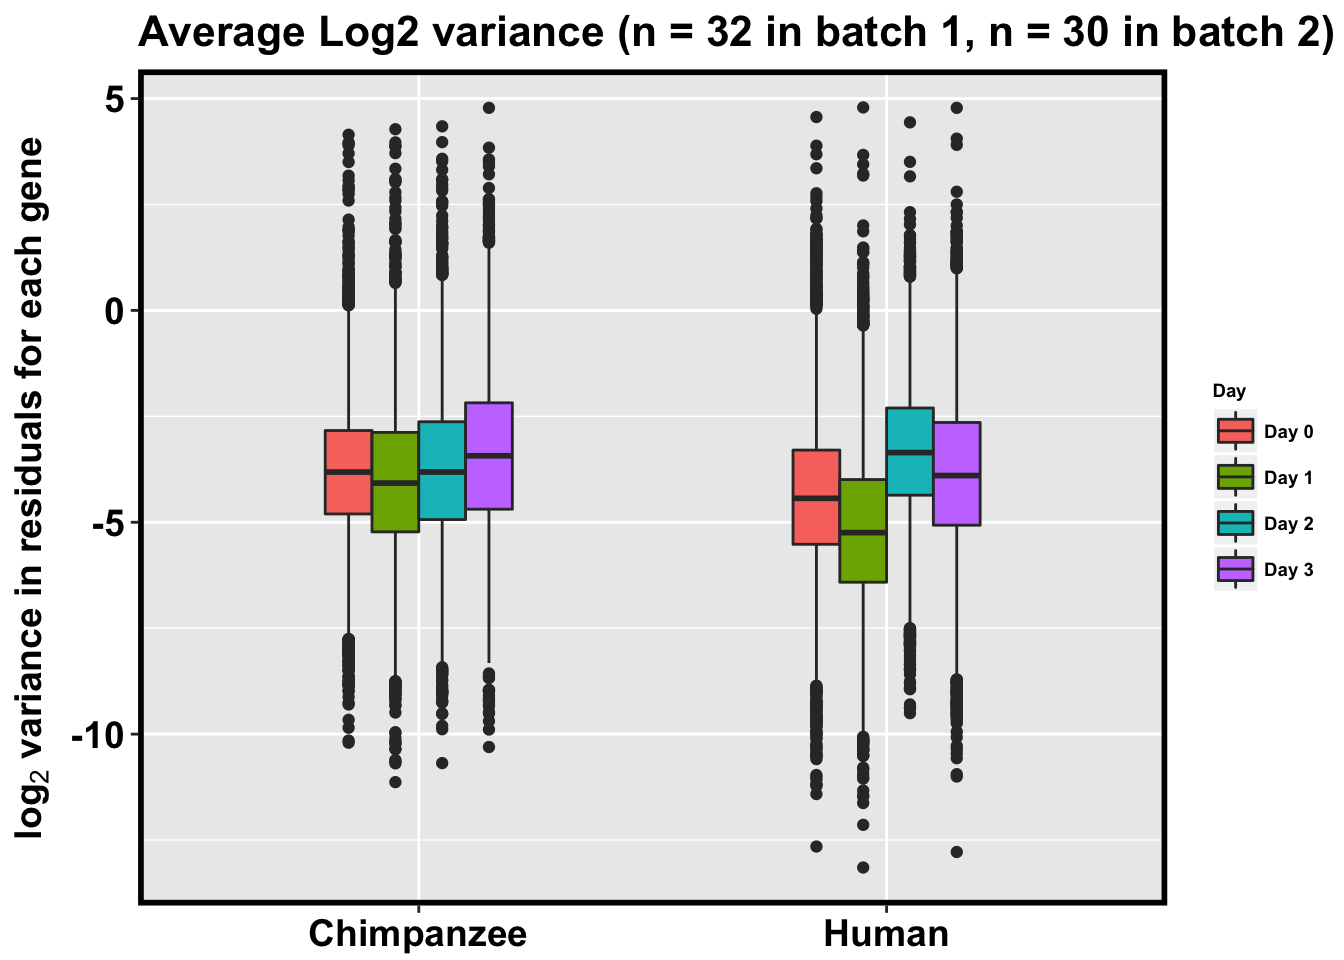 Average Log2 variance (n = 32 in batch 1, n = 30 in batch 2)
log₂ variance in residuals for each gene
5
0
-5
-10
Chimpanzee
Human
Day
Day 0
Day 1
Day 2
Day 3